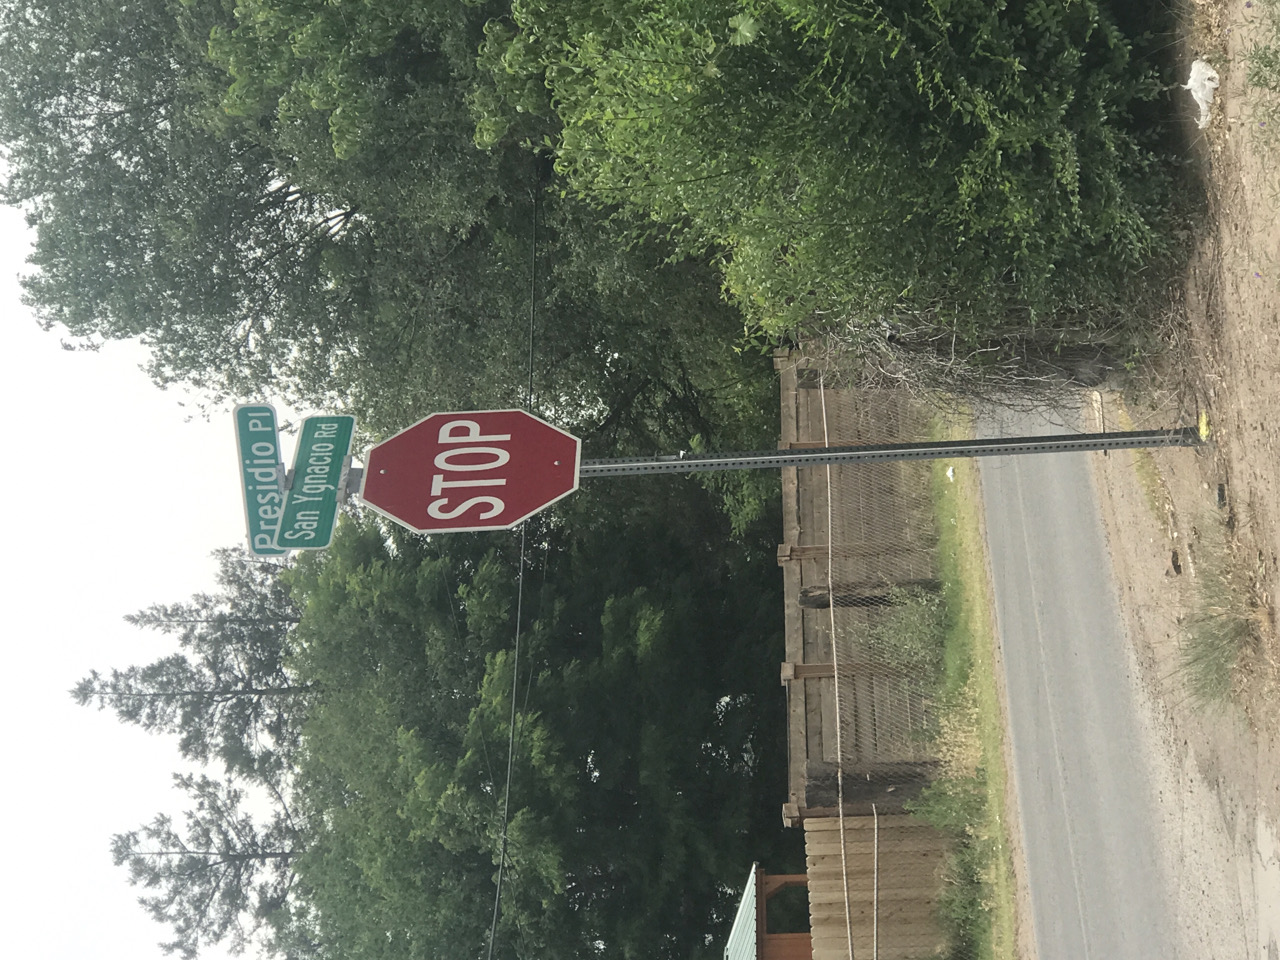 Presidio Pl
San Ygnacio Rd
STOP